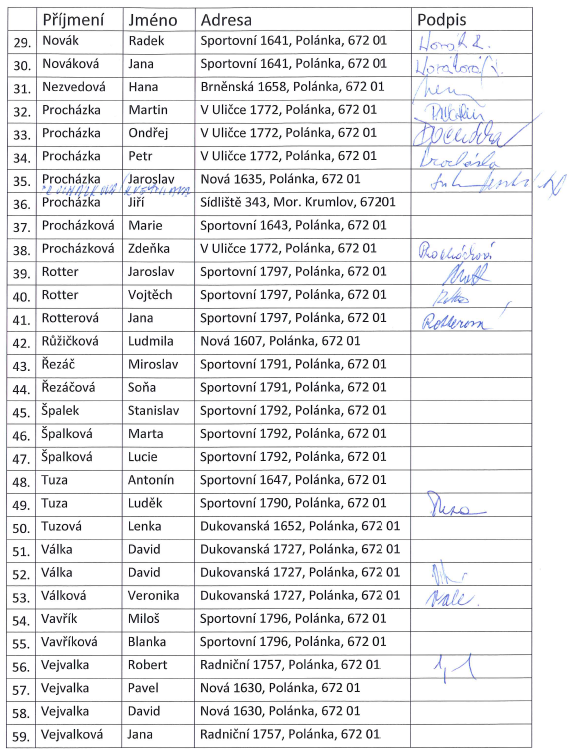 Příjmení Jméno Adresa Podpis
29. Novák Radek Sportovní 1641, Polánka, 672 01
30. Nováková Jana Sportovní 1641, Polánka, 672 01
31. Nezvedová Hana Brněnská 1658, Polánka, 672 01
32. Procházka Martin V Uličce 1772, Polánka, 672 01
33. Procházka Ondřej V Uličce 1772, Polánka, 672 01
34. Procházka Petr V Uličce 1772, Polánka, 672 01
35. Procházka Jaroslav Nová 1635, Polánka, 672 01
36. Procházka Jiří Sídliště 343, Mor. Krumlov, 67201
37. Procházková Marie Sportovní 1643, Polánka, 672 01
38. Procházková Zdeňka V Uličce 1772, Polánka, 672 01
39. Rotter Jaroslav Sportovní 1797, Polánka, 672 01
40. Rotter Vojtěch Sportovní 1797, Polánka, 672 01
41. Rotterová Jana Sportovní 1797, Polánka, 672 01 Rotterová
42. Růžičková Ludmila Nová 1607, Polánka, 672 01
43. Řezáč Miroslav Sportovní 1791, Polánka, 672 01
44. Řezáčová Soňa Sportovní 1791, Polánka, 672 01
45. Špalek Stanislav Sportovní 1792, Polánka, 672 01
46. Špalková Marta Sportovní 1792, Polánka, 672 01
47. Špalková Lucie Sportovní 1792, Polánka, 672 01
48. Tuza Antonín Sportovní 1647, Polánka, 672 01
49. Tuza Luděk Sportovní 1790, Polánka, 672 01 Tuza
50. Tuzová Lenka Dukovanská 1652, Polánka, 672 01
51. Válka David Dukovanská 1727, Polánka, 672 01
52. Válka David Dukovanská 1727, Polánka, 672 01
53. Válková Veronika Dukovanská 1727, Polánka, 672 01
54. Vavřík Miloš Sportovní 1796, Polánka, 672 01
55. Vavříková Blanka Sportovní 1796, Polánka, 672 01
56. Vejvalka Robert Radniční 1757, Polánka, 672 01
57. Vejvalka Pavel Nová 1630, Polánka, 672 01
58. Vejvalka David Nová 1630, Polánka, 672 01
59. Vejvalková Jana Radniční 1757, Polánka, 672 01